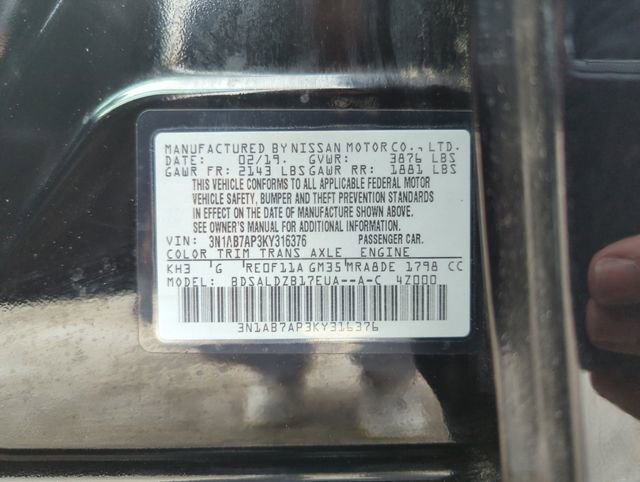 MANUFACTURED BY NISSAN MOTOR CO., LTD.
DATE: 02/19. GVWR: 3876 LBS
GAWR FR: 2143 LBS GAWR RR: 1881 LBS
THIS VEHICLE CONFORMS TO ALL APPLICABLE FEDERAL MOTOR
VEHICLE SAFETY, BUMPER AND THEFT PREVENTION STANDARDS
IN EFFECT ON THE DATE OF MANUFACTURE SHOWN ABOVE.
SEE OWNER'S MANUAL FOR ADDITIONAL INFORMATION.
VIN: 3N1AB7AP3KY316376 PASSENGER CAR.
COLOR TRIM TRANS AXLE ENGINE
KH3 G RE0F11A GM35 MRA8DE 1798 CC
MODEL: BDSALDZB17EUA--A-C 4Z000
3N1AB7AP3KY316376